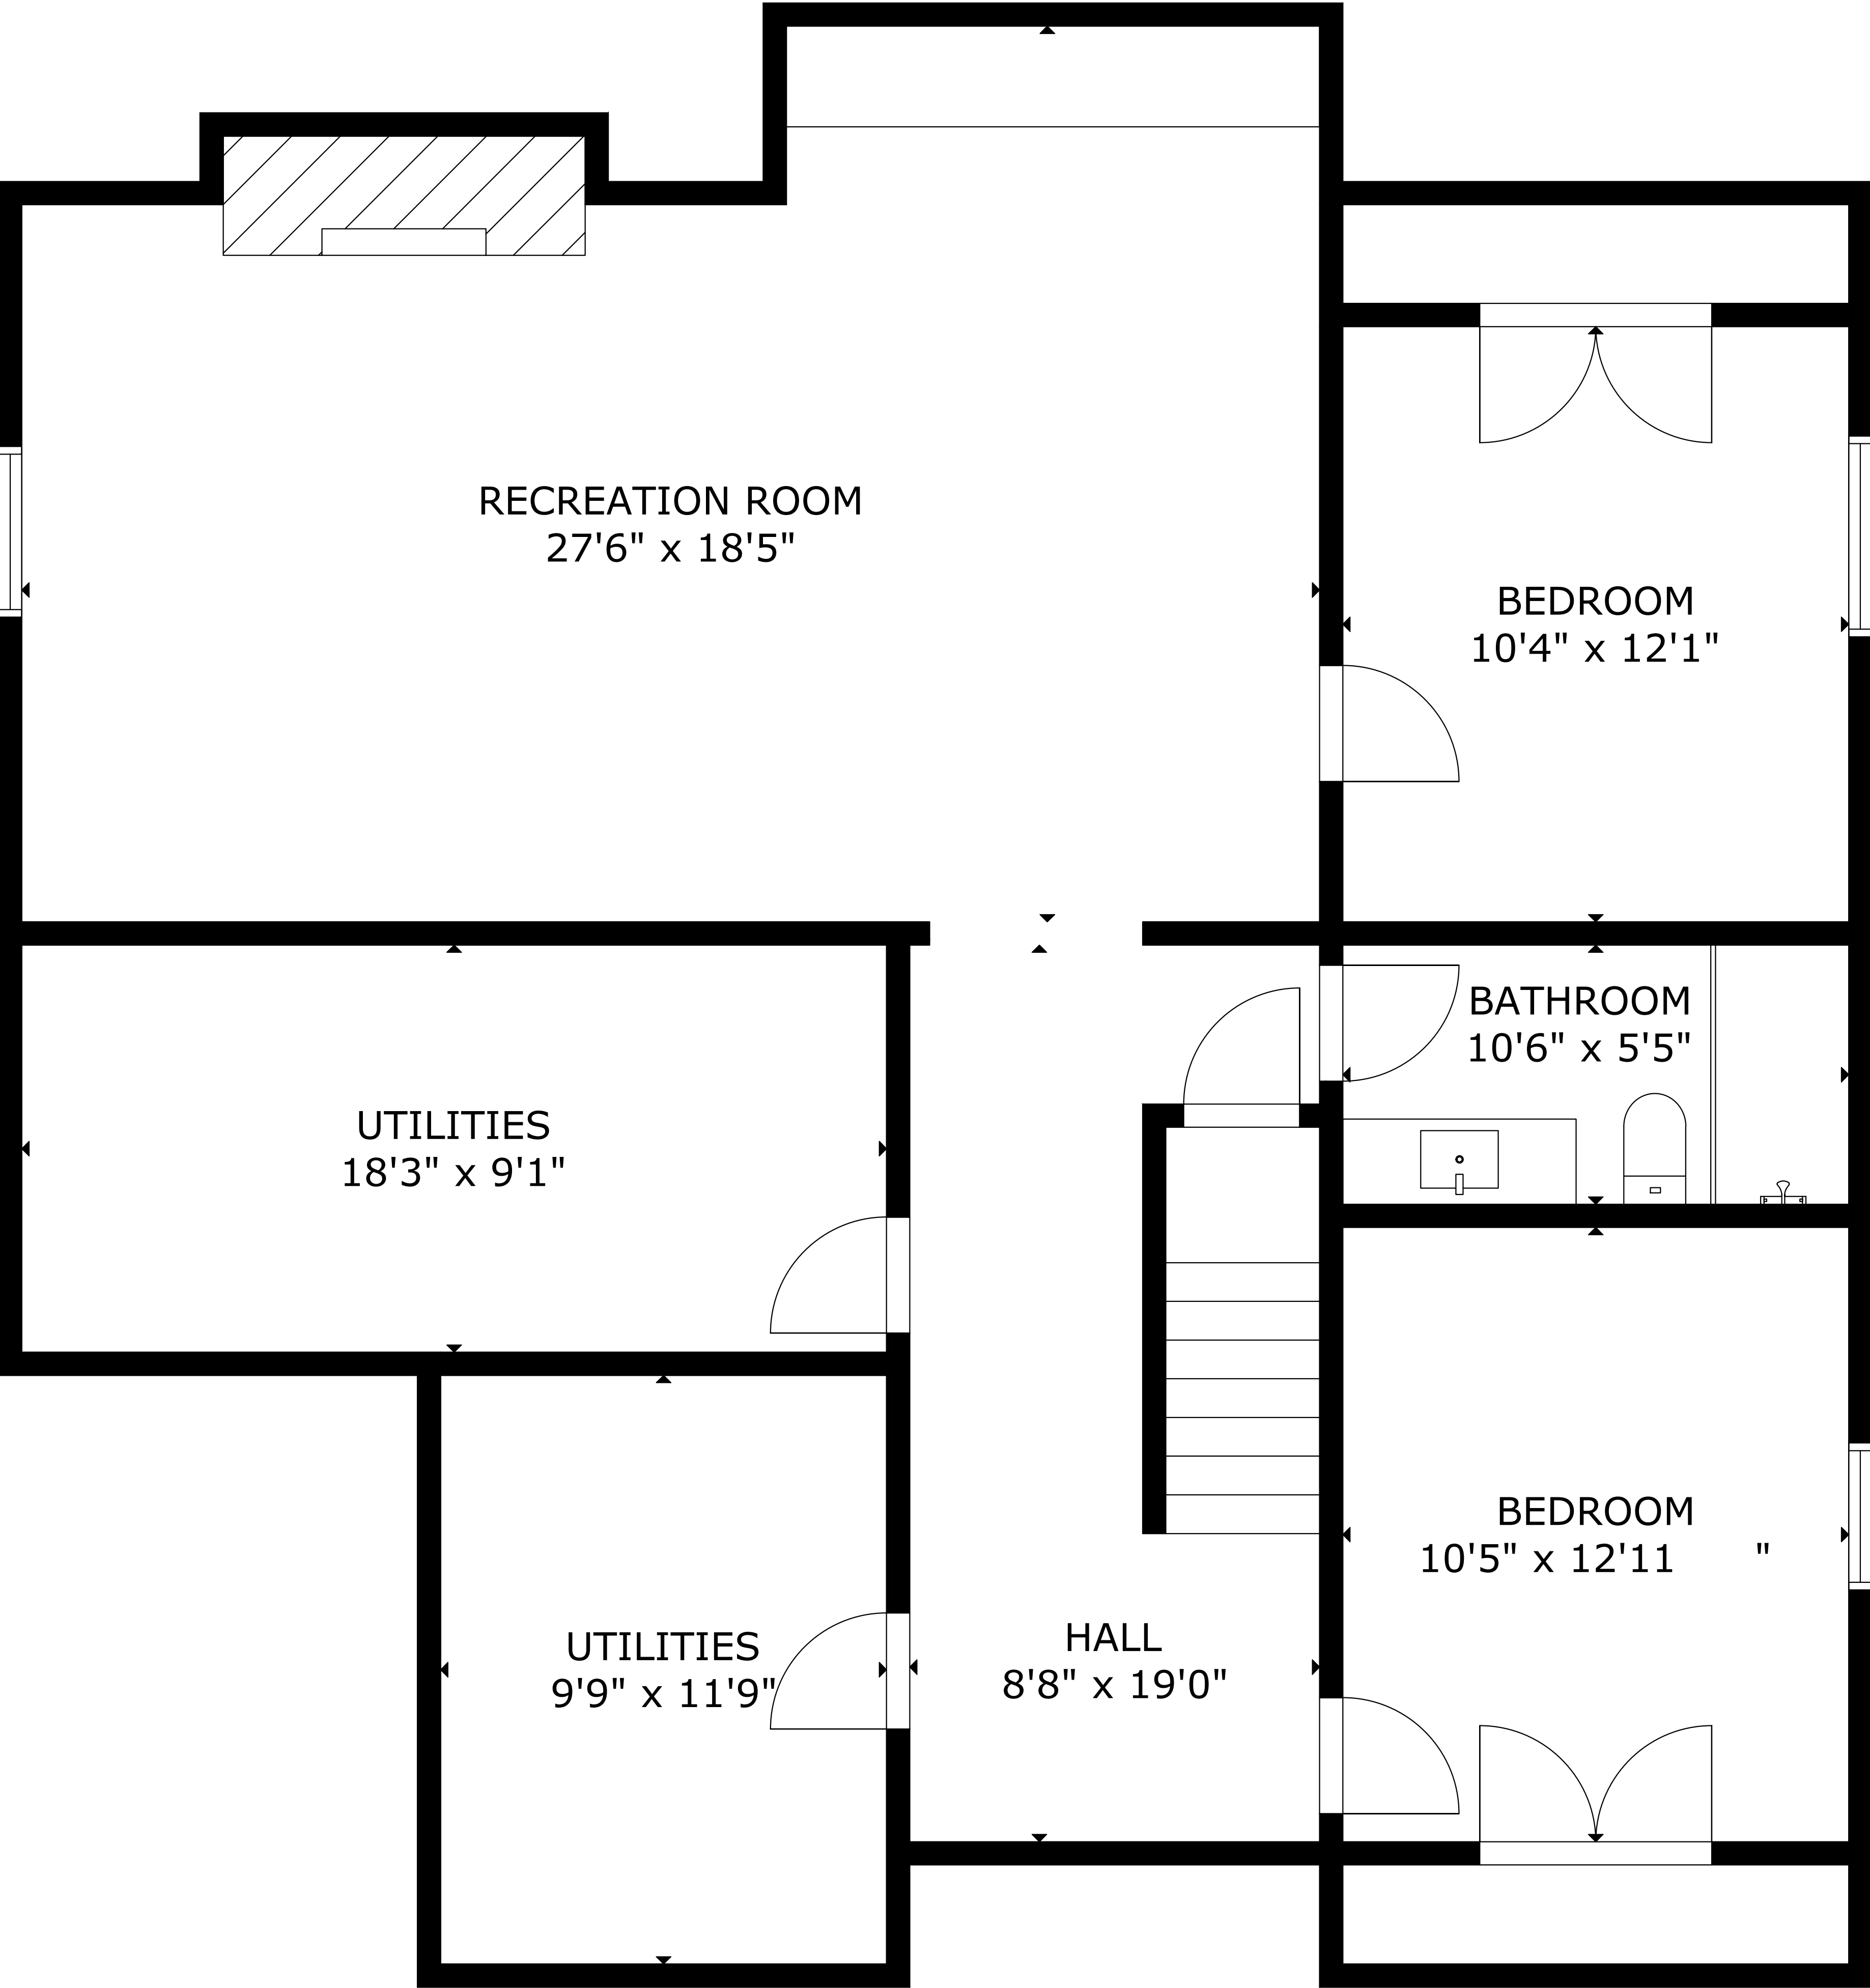 RECREATION ROOM
27'6" x 18'5"
BEDROOM
10'4" x 12'1"
BATHROOM
10'6" x 5'5"
UTILITIES
18'3" x 9'1"
BEDROOM
10'5" x 12'11 "
HALL
8'8" x 19'0"
UTILITIES
9'9" x 11'9"